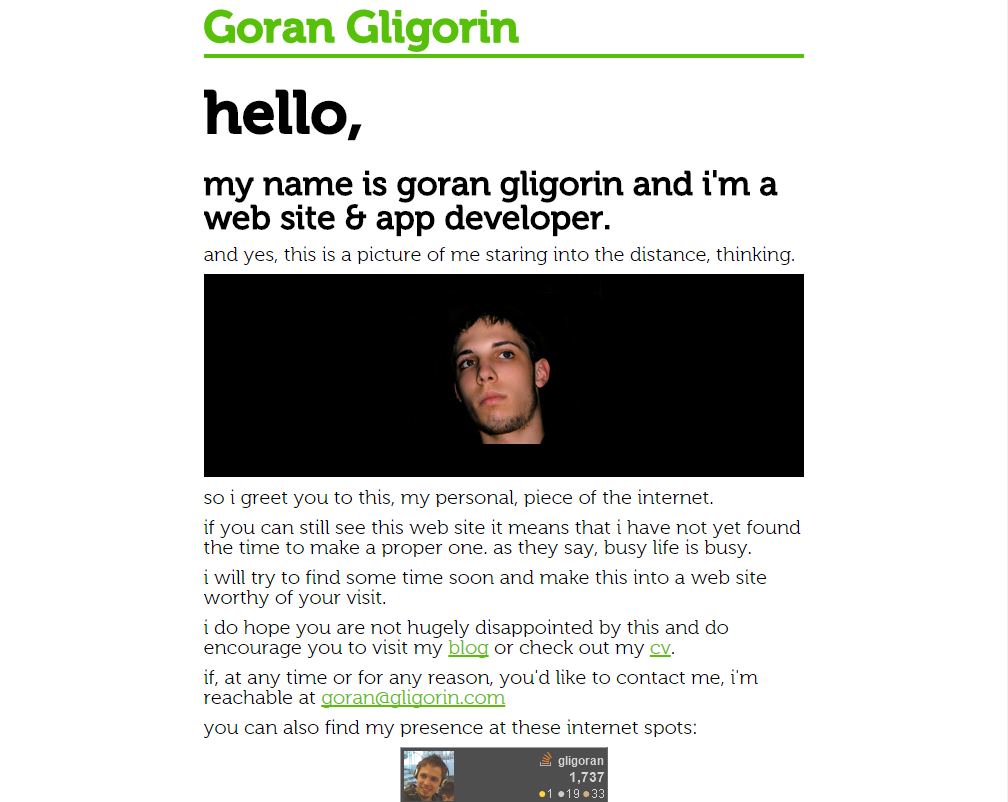 Goran Gligorin
hello,
my name is goran gligorin and i'm a
web site & app developer.
and yes, this is a picture of me staring into the distance, thinking.
so i greet you to this, my personal, piece of the internet.
if you can still see this web site it means that i have not yet found
the time to make a proper one. as they say, busy life is busy.
i will try to find some time soon and make this into a web site
worthy of your visit.
i do hope you are not hugely disappointed by this and do
encourage you to visit my blog or check out my cv.
if, at any time or for any reason, you'd like to contact me, i'm
reachable at goran@gligorin.com
you can also find my presence at these internet spots:
gligoran
1,737
1 19 33